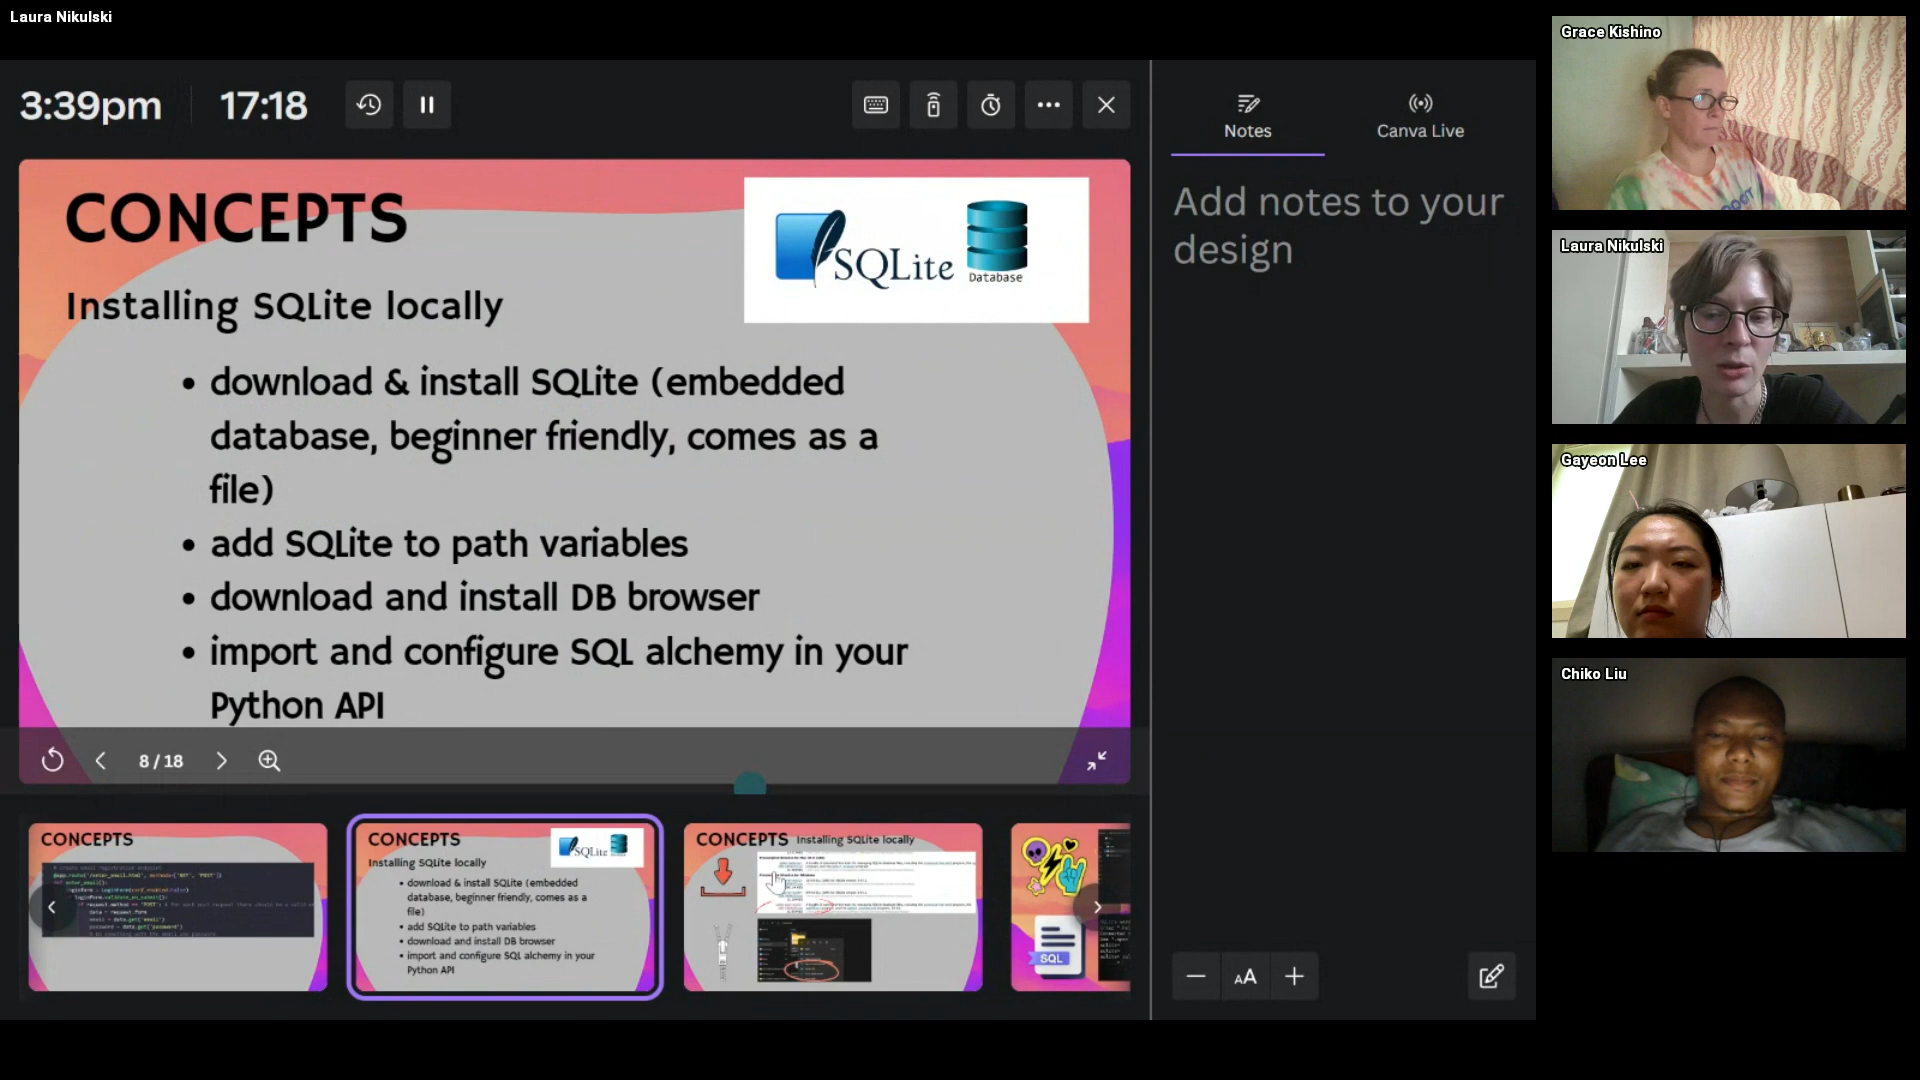 Laura Nikulski
3:39pm
17:18
CONCEPTS
SQLite
Database
Installing SQLite locally
• download & install SQLite (embedded
database, beginner friendly, comes as a
file)
• add SQLite to path variables
• download and install DB browser
• import and configure SQL alchemy in your
Python API
8 / 18
CONCEPTS
CONCEPTS
SQLite
Installing SQLite locally
• download & install SQLite (embedded
database, beginner friendly, comes as a
file)
• add SQLite to path variables
• download and install DB browser
• import and configure SQL alchemy in your
Python API
CONCEPTS Installing SQLite locally
SQL
Notes
Canva Live
Add notes to your
design
AA
Grace Kishino
Laura Nikulski
Gayeon Lee
Chiko Liu